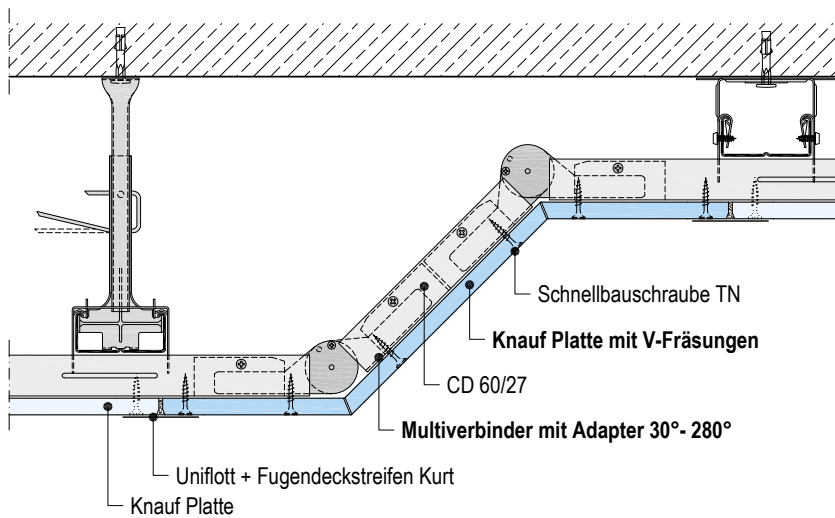 Schnellbauschraube TN
Knauf Platte mit V-Fräsungen
CD 60/27
Multiverbinder mit Adapter 30°- 280°
Uniflott + Fugendeckstreifen Kurt
Knauf Platte